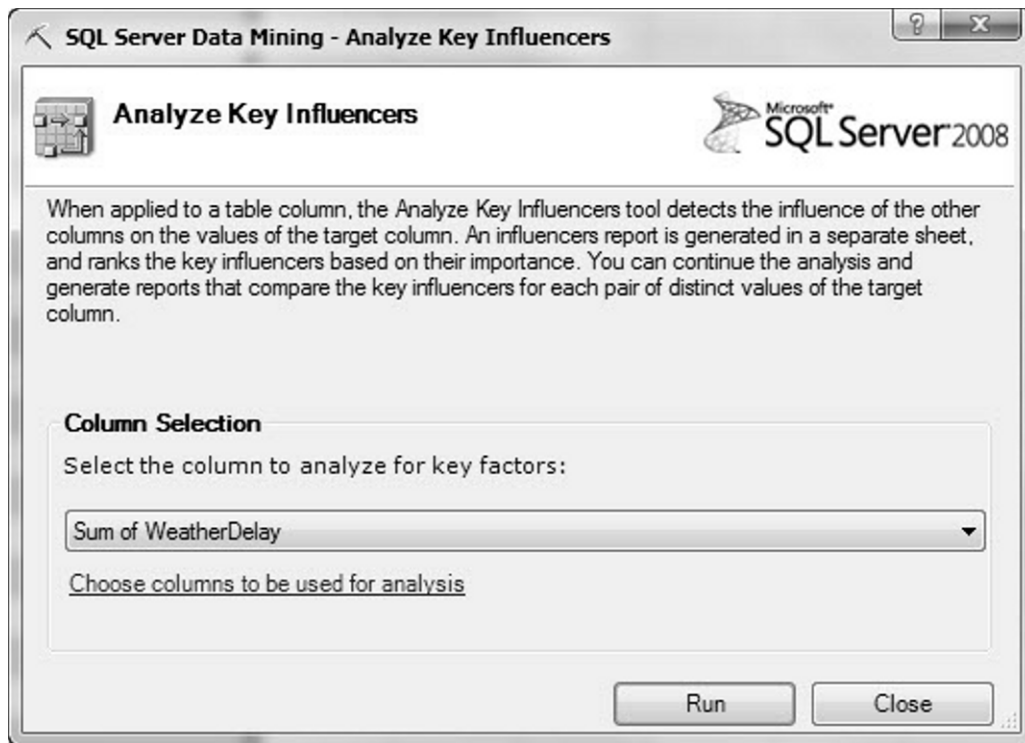 SQL Server Data Mining - Analyze Key Influencers
?
Analyze Key Influencers
Microsoft®
SQL Server 2008
When applied to a table column, the Analyze Key Influencers tool detects the influence of the other
columns on the values of the target column. An influencers report is generated in a separate sheet,
and ranks the key influencers based on their importance. You can continue the analysis and
generate reports that compare the key influencers for each pair of distinct values of the target
column.
Column Selection
Select the column to analyze for key factors:
Sum of WeatherDelay
Choose columns to be used for analysis
Run
Close